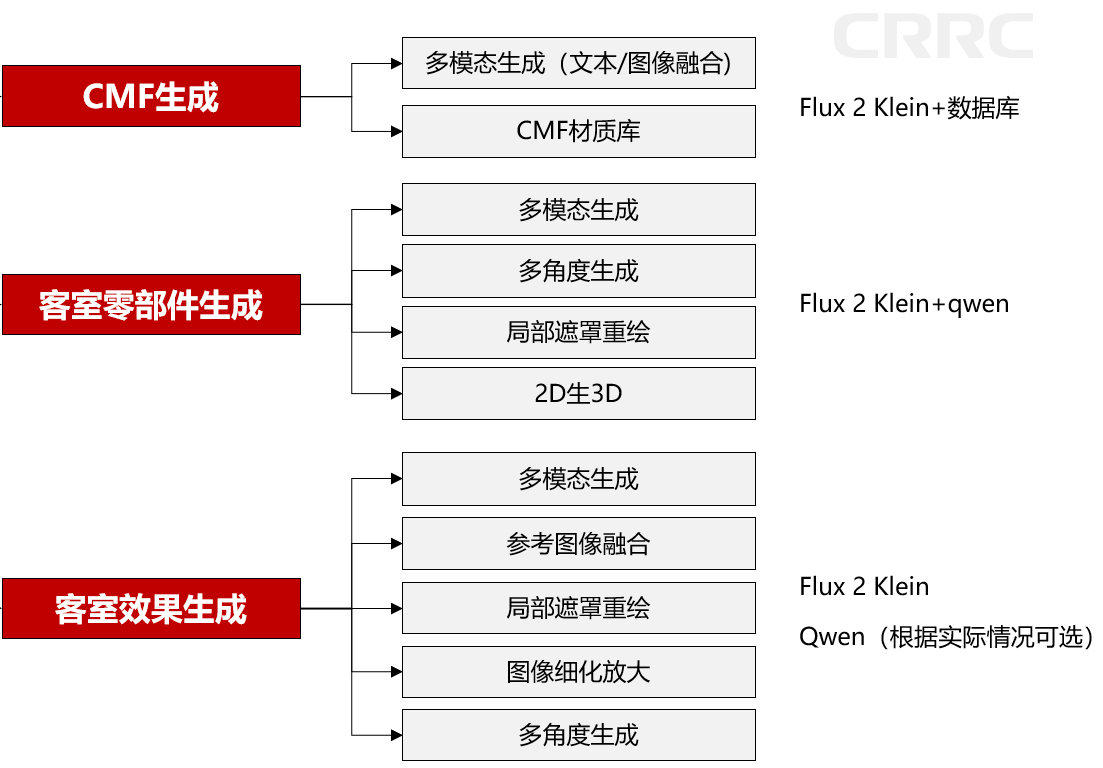 CRRC
CMF生成
多模态生成（文本/图像融合)
CMF材质库
Flux 2 Klein+数据库
客室零部件生成
多模态生成
多角度生成
局部遮罩重绘
2D生3D
Flux 2 Klein+qwen
客室效果生成
多模态生成
参考图像融合
局部遮罩重绘
图像细化放大
多角度生成
Flux 2 Klein
Qwen（根据实际情况可选）